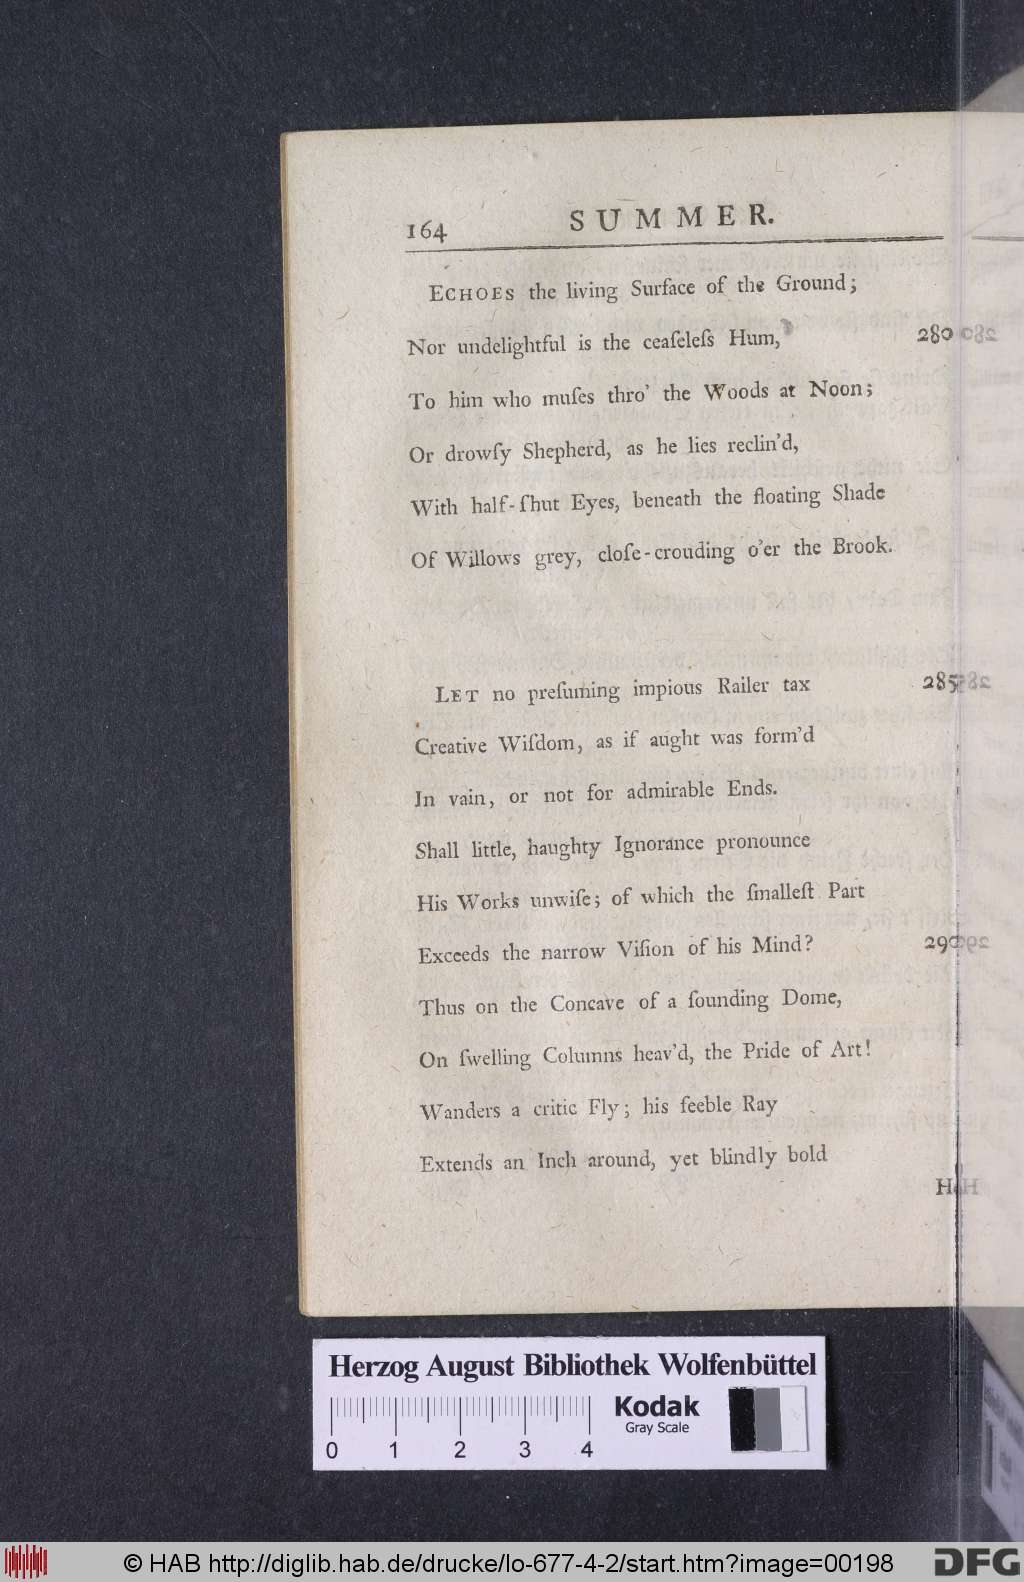 164
SUMMER.
ECHOES the living Surface of the Ground;
Nor undelightful is the ceaſeleſs Hum, 280
To him who muſes thro' the Woods at Noon;
Or drowſy Shepherd, as he lies reclin'd,
With half-ſhut Eyes, beneath the floating Shade
Of Willows grey, cloſe-crouding o'er the Brook.
LET no preſuming impious Railer tax 285
Creative Wiſdom, as if aught was form'd
In vain, or not for admirable Ends.
Shall little, haughty Ignorance pronounce
His Works unwiſe; of which the ſmalleſt Part
Exceeds the narrow Viſion of his Mind? 290
Thus on the Concave of a ſounding Dome,
On ſwelling Columns heav'd, the Pride of Art!
Wanders a critic Fly; his feeble Ray
Extends an Inch around, yet blindly bold
Herzog August Bibliothek Wolfenbüttel
Kodak
Gray Scale
0 1 2 3 4
© HAB http://diglib.hab.de/drucke/lo-677-4-2/start.htm?image=00198
DFG